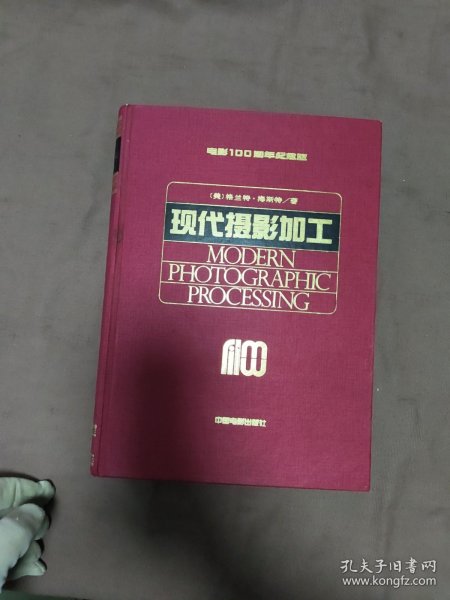 电影100周年纪念版
(美)格兰特·海斯特/著
现代摄影加工
MODERN
PHOTOGRAPHIC
PROCESSING
中国电影出版社
孔夫子旧书网
www.kongfz.com